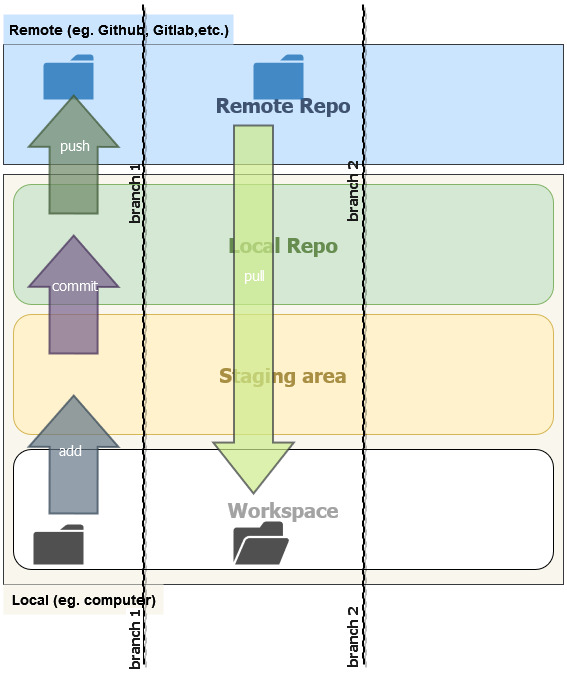 Remote (eg. Github, Gitlab,etc.)
Remote Repo
push
branch 1
branch 2
Local Repo
pull
commit
Staging area
add
Workspace
Local (eg. computer)
branch 1
branch 2